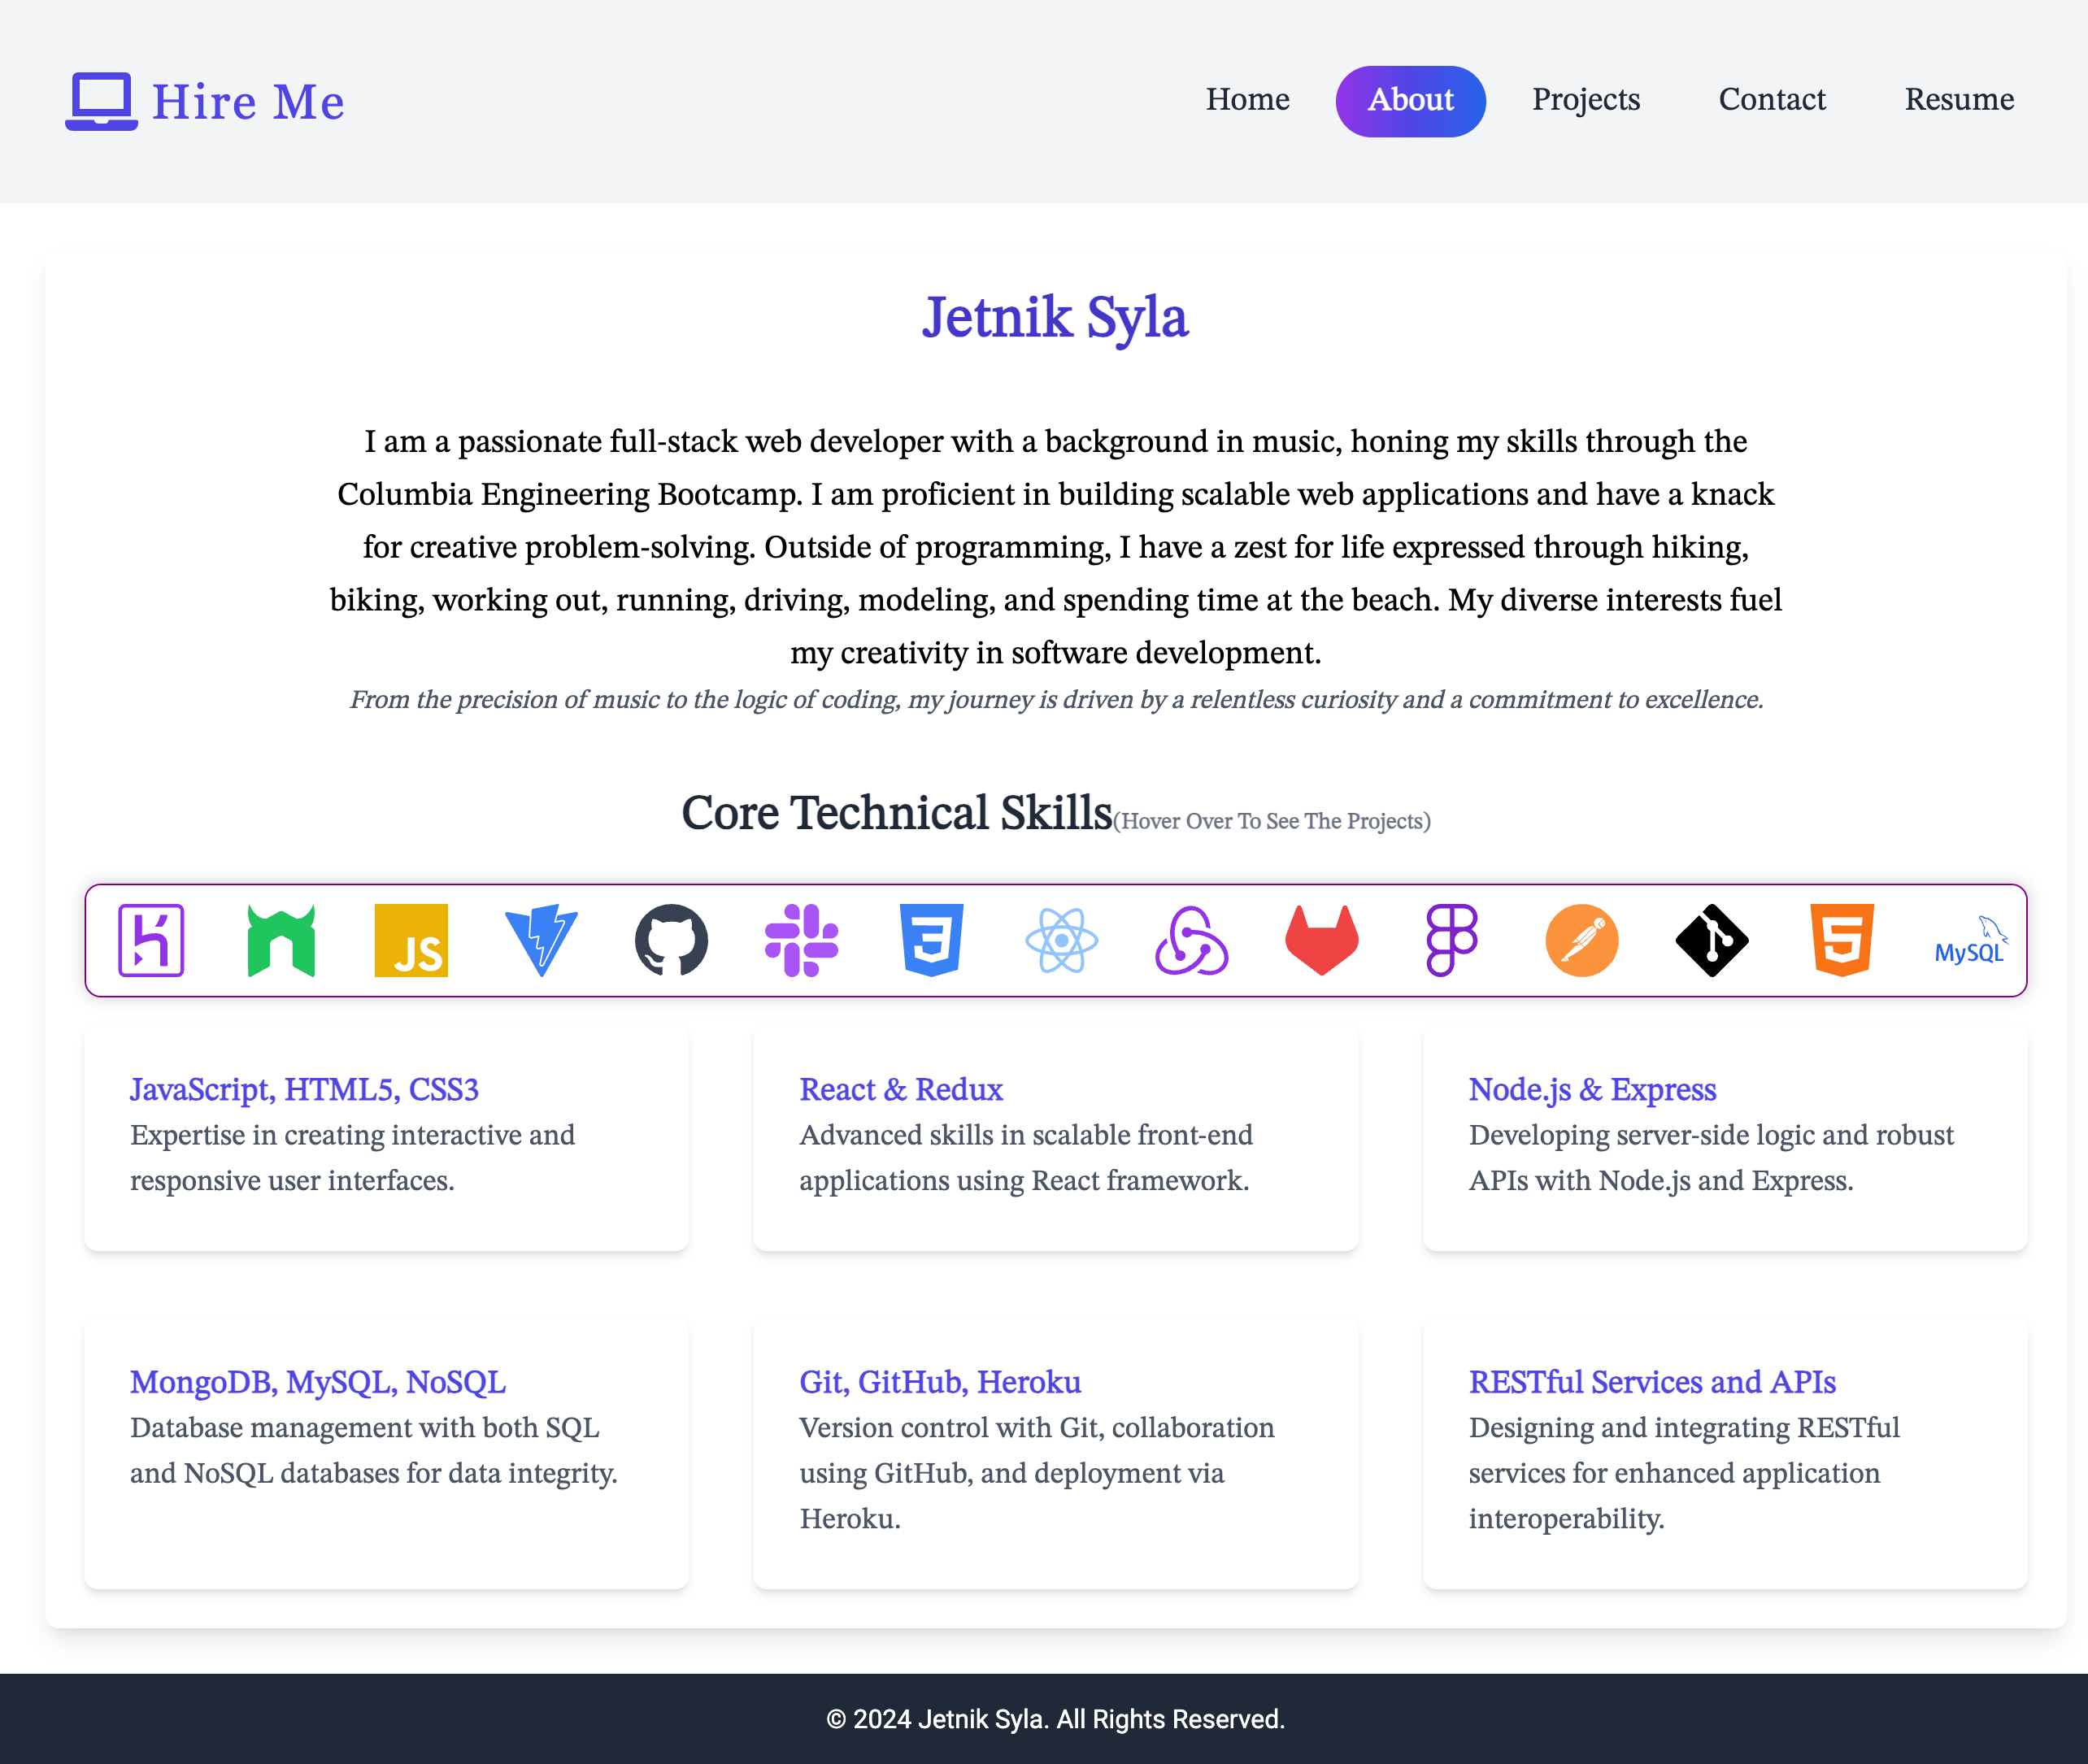 Hire Me
Home
About
Projects
Contact
Resume
Jetnik Syla
I am a passionate full-stack web developer with a background in music, honing my skills through the
Columbia Engineering Bootcamp. I am proficient in building scalable web applications and have a knack
for creative problem-solving. Outside of programming, I have a zest for life expressed through hiking,
biking, working out, running, driving, modeling, and spending time at the beach. My diverse interests fuel
my creativity in software development.
From the precision of music to the logic of coding, my journey is driven by a relentless curiosity and a commitment to excellence.
Core Technical Skills(Hover Over To See The Projects)
JS
MySQL
JavaScript, HTML5, CSS3
Expertise in creating interactive and
responsive user interfaces.
React & Redux
Advanced skills in scalable front-end
applications using React framework.
Node.js & Express
Developing server-side logic and robust
APIs with Node.js and Express.
MongoDB, MySQL, NoSQL
Database management with both SQL
and NoSQL databases for data integrity.
Git, GitHub, Heroku
Version control with Git, collaboration
using GitHub, and deployment via
Heroku.
RESTful Services and APIs
Designing and integrating RESTful
services for enhanced application
interoperability.
© 2024 Jetnik Syla. All Rights Reserved.